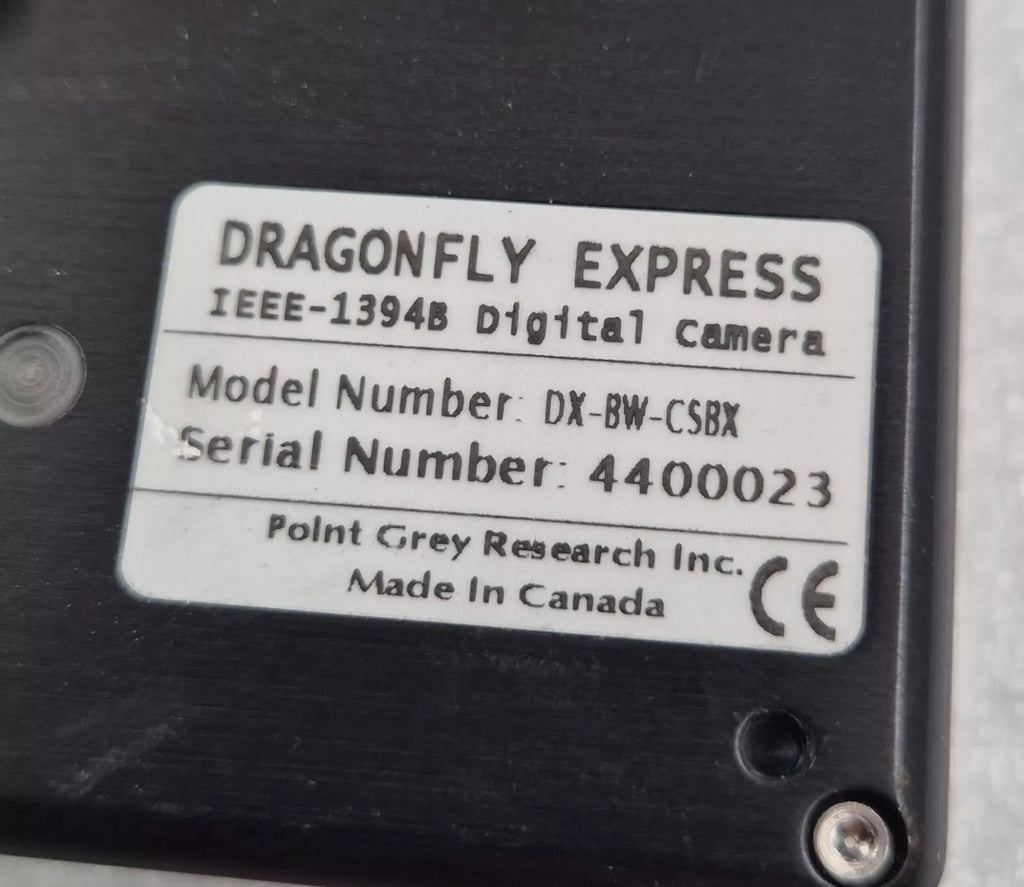 DRAGONFLY EXPRESS
IEEE-1394B Digital Camera
Model Number: DX-BW-CSBX
Serial Number: 4400023
Point Grey Research Inc.
Made In Canada
CE